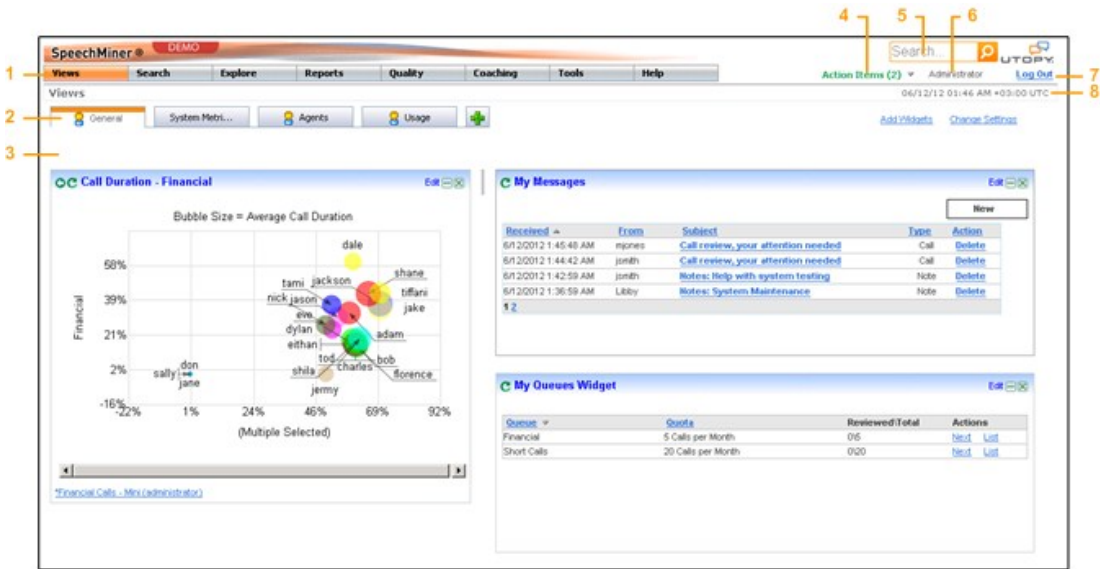 4 5 6
SpeechMiner DEMO Search... UTOPY
1 Views Search Explore Reports Quality Coaching Tools Help Action Items (2) Administrator Log Out 7
Views 06/12/12 01:46 AM +03:00 UTC 8
2 General System Metri... Agents Usage Add Widgets Change Settings
3
Call Duration - Financial Edit
Bubble Size = Average Call Duration
dale
58%
shane
tami jackson
nick jason tiffani
39% jake
eve
dylan adam
21%
eithan
tod bob
2% don charles
sally shila florence
jane
jermy
-16%
-22% 1% 24% 46% 69% 92%
Financial
(Multiple Selected)
*Financial Calls - Mini (administrator)
My Messages Edit
New
Received From Subject Type Action
6/12/2012 1:45:48 AM mjones Call review, your attention needed Call Delete
6/12/2012 1:44:42 AM jsmith Call review, your attention needed Call Delete
6/12/2012 1:42:59 AM jsmith Notes: Help with system testing Note Delete
6/12/2012 1:36:59 AM Libby Notes: System Maintenance Note Delete
1 2
My Queues Widget Edit
Queue Quota Reviewed\Total Actions
Financial 5 Calls per Month 0\5 Next List
Short Calls 20 Calls per Month 0\20 Next List